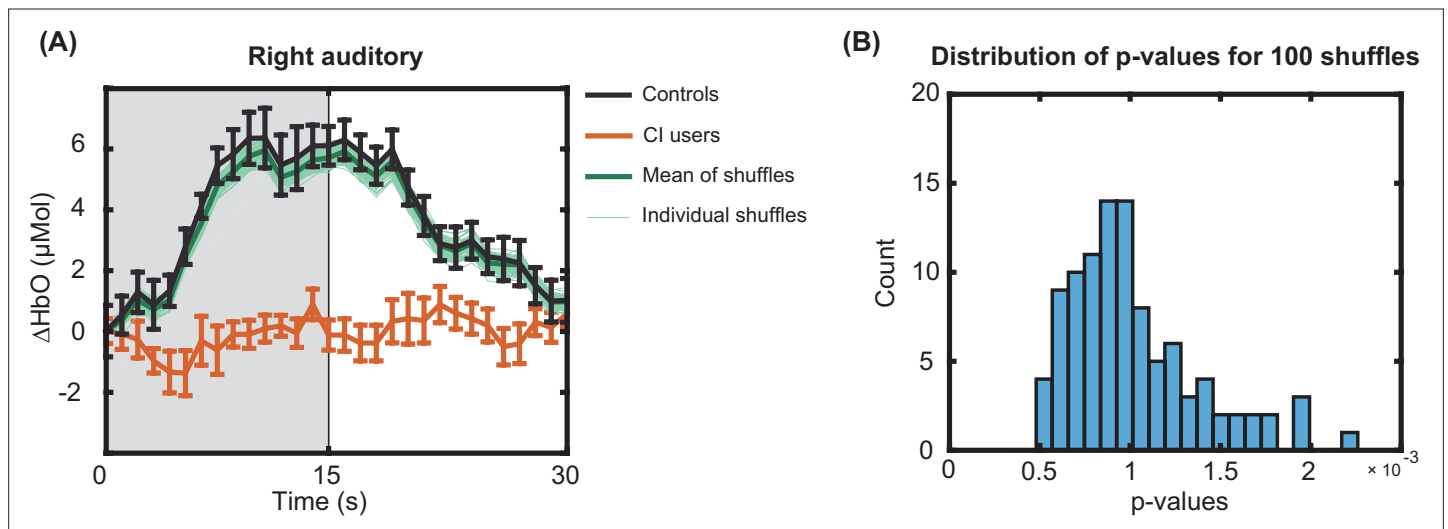 (A)
Right auditory
6
4
2
0
-2
ΔHbO (µMol)
0
15
30
Time (s)
Controls
CI users
Mean of shuffles
Individual shuffles
(B)
Distribution of p-values for 100 shuffles
20
15
10
5
0
Count
0
0.5
1
1.5
2
× 10-3
p-values